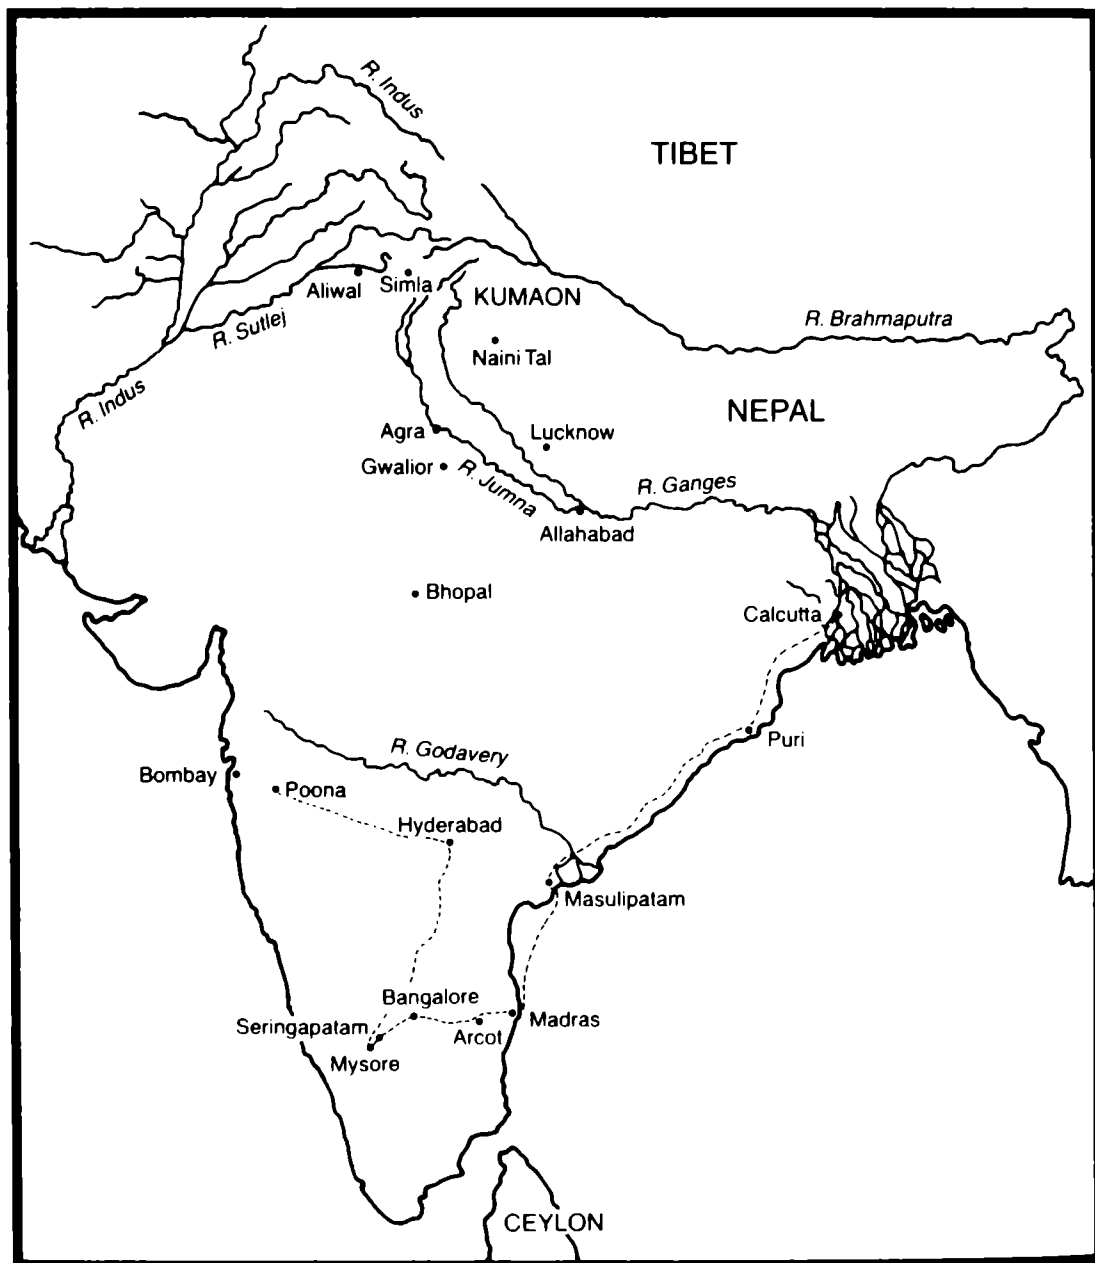 R. Indus
TIBET
Aliwal
Simla
KUMAON
R. Sutlej
R. Brahmaputra
Naini Tal
R. Indus
NEPAL
Agra
Lucknow
Gwalior
R. Jumna
R. Ganges
Allahabad
Bhopal
Calcutta
Puri
R. Godavery
Bombay
Poona
Hyderabad
Masulipatam
Bangalore
Seringapatam
Madras
Arcot
Mysore
CEYLON